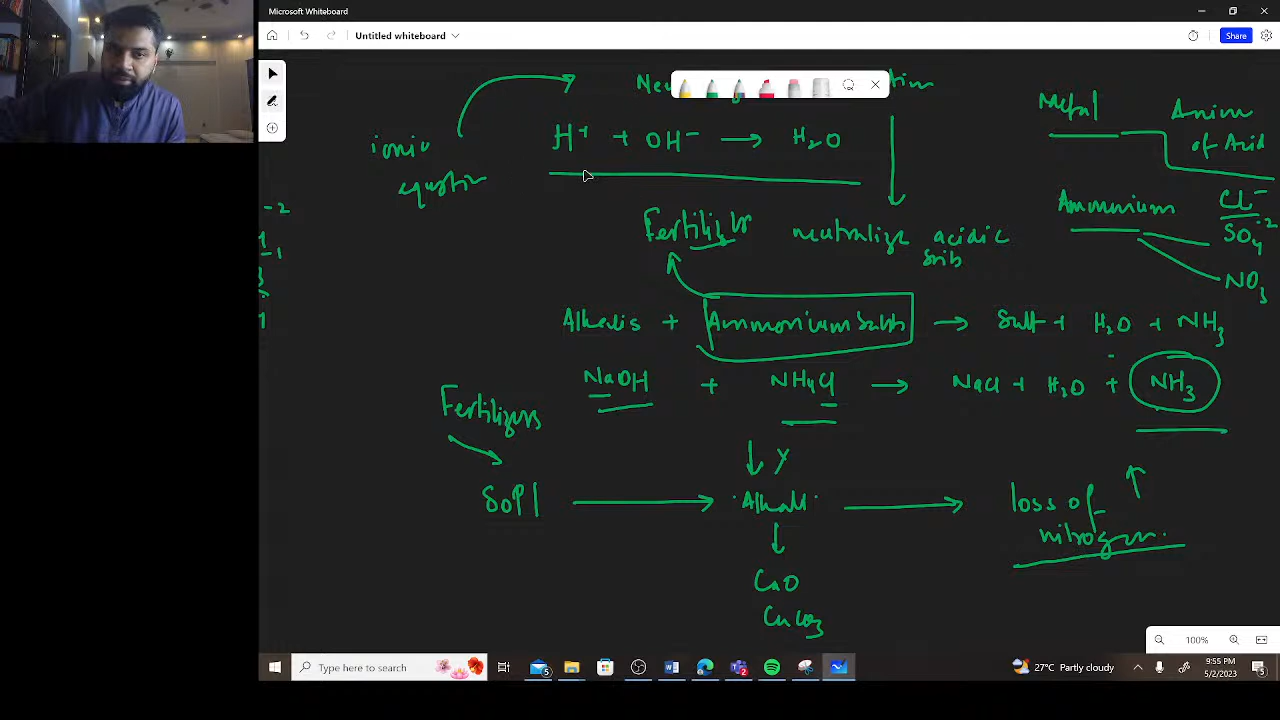 Microsoft Whiteboard
Untitled whiteboard
Share
ionic
equation
H+ + OH- → H2O
Metal
Anion
of Acid
Ammonium
Cl-
SO4-2
NO3
Fertilizer
neutralize acidic
soils
Alkalis + Ammonium Salts → Salt + H2O + NH3
NaOH + NH4Cl → NaCl + H2O + NH3
Fertilizers
Soil → Alkali → loss of
nitrogen.
CaO
CaCO3
-2
-1
100%
Type here to search
27°C Partly cloudy
9:55 PM
5/2/2023